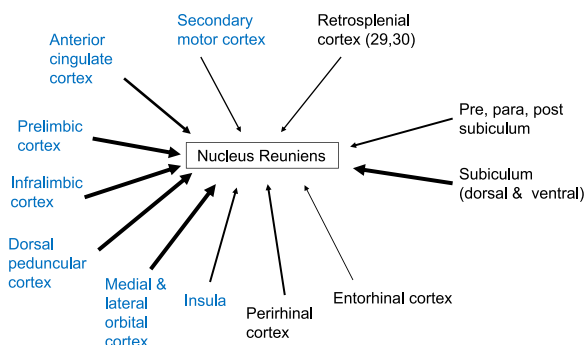 Secondary
motor cortex
Retrosplenial
cortex (29,30)
Anterior
cingulate
cortex
Pre, para, post
subiculum
Prelimbic
cortex
Nucleus Reuniens
Infralimbic
cortex
Subiculum
(dorsal & ventral)
Dorsal
peduncular
cortex
Medial &
lateral
orbital
cortex
Insula
Perirhinal
cortex
Entorhinal cortex